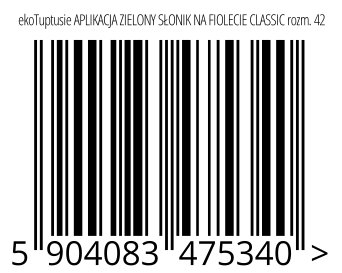 ekoTuptusie APLIKACJA ZIELONY SŁONIK NA FIOLECIE CLASSIC rozm. 42
5 904083 475340 >